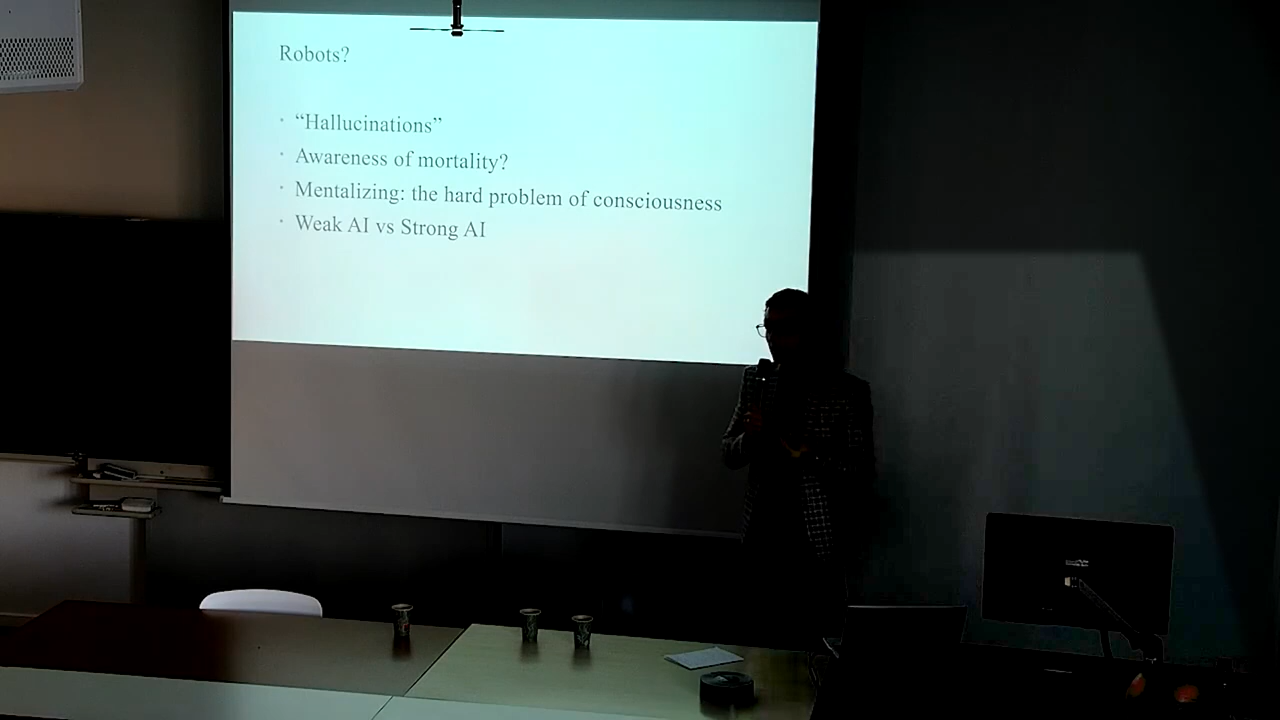 Robots?
“Hallucinations”
Awareness of mortality?
Mentalizing: the hard problem of consciousness
Weak AI vs Strong AI